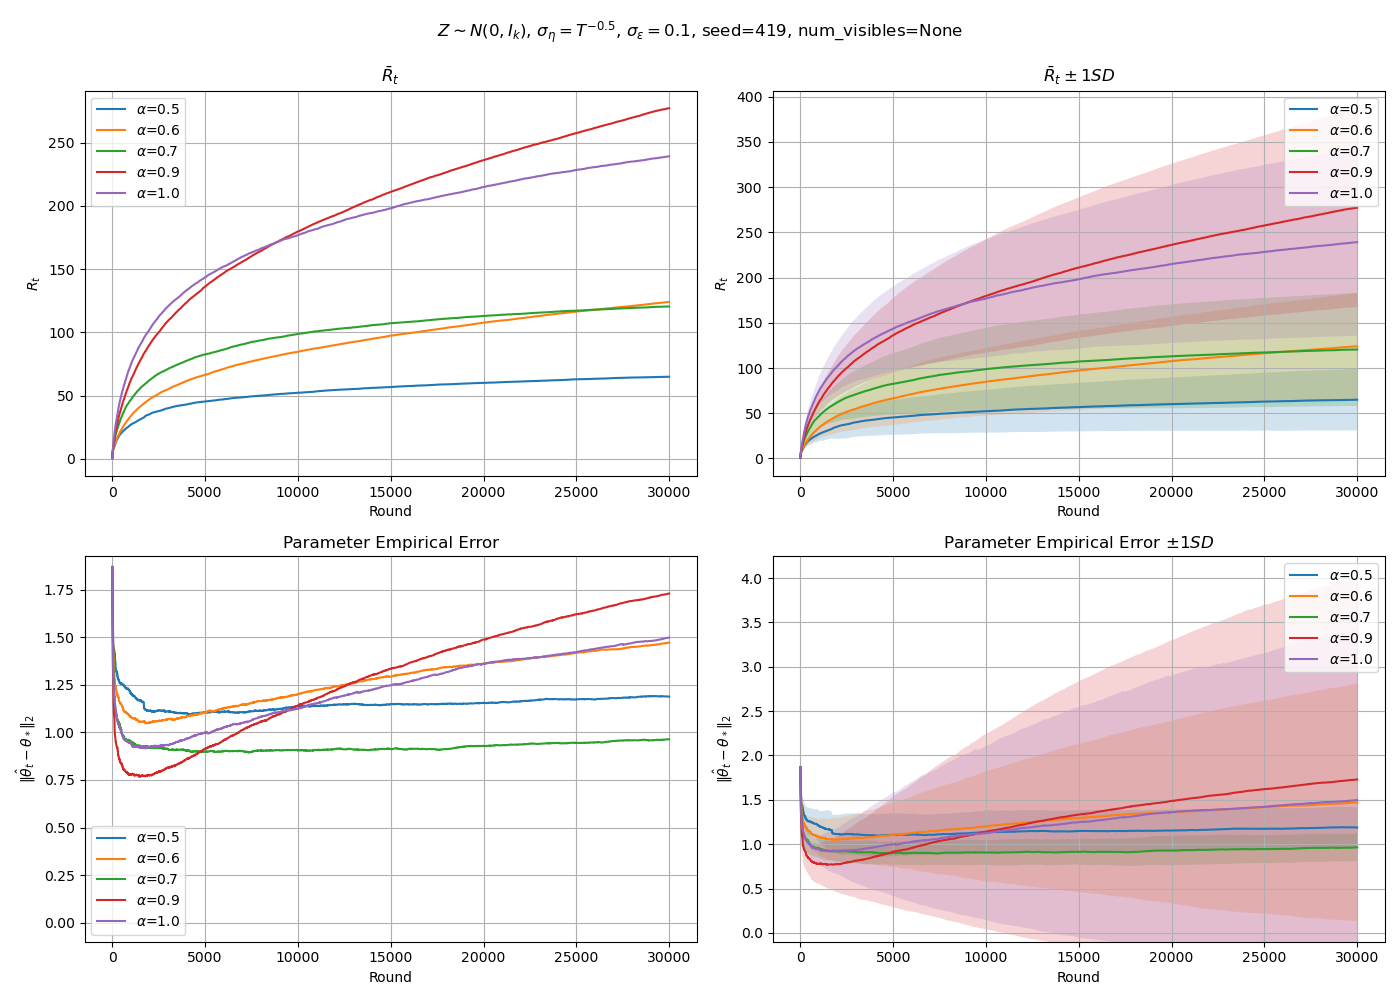 Z ∼ N(0, I_k), σ_η = T^{−0.5}, σ_ε = 0.1, seed=419, num_visibles=None
R̄_t
R_t
250
200
150
100
50
0
α=0.5
α=0.6
α=0.7
α=0.9
α=1.0
0 5000 10000 15000 20000 25000 30000
Round
R̄_t ± 1SD
R_t
400
350
300
250
200
150
100
50
0
α=0.5
α=0.6
α=0.7
α=0.9
α=1.0
0 5000 10000 15000 20000 25000 30000
Round
Parameter Empirical Error
‖θ̂_t − θ_*‖_2
1.75
1.50
1.25
1.00
0.75
0.50
0.25
0.00
α=0.5
α=0.6
α=0.7
α=0.9
α=1.0
0 5000 10000 15000 20000 25000 30000
Round
Parameter Empirical Error ±1SD
‖θ̂_t − θ_*‖_2
4.0
3.5
3.0
2.5
2.0
1.5
1.0
0.5
0.0
α=0.5
α=0.6
α=0.7
α=0.9
α=1.0
0 5000 10000 15000 20000 25000 30000
Round